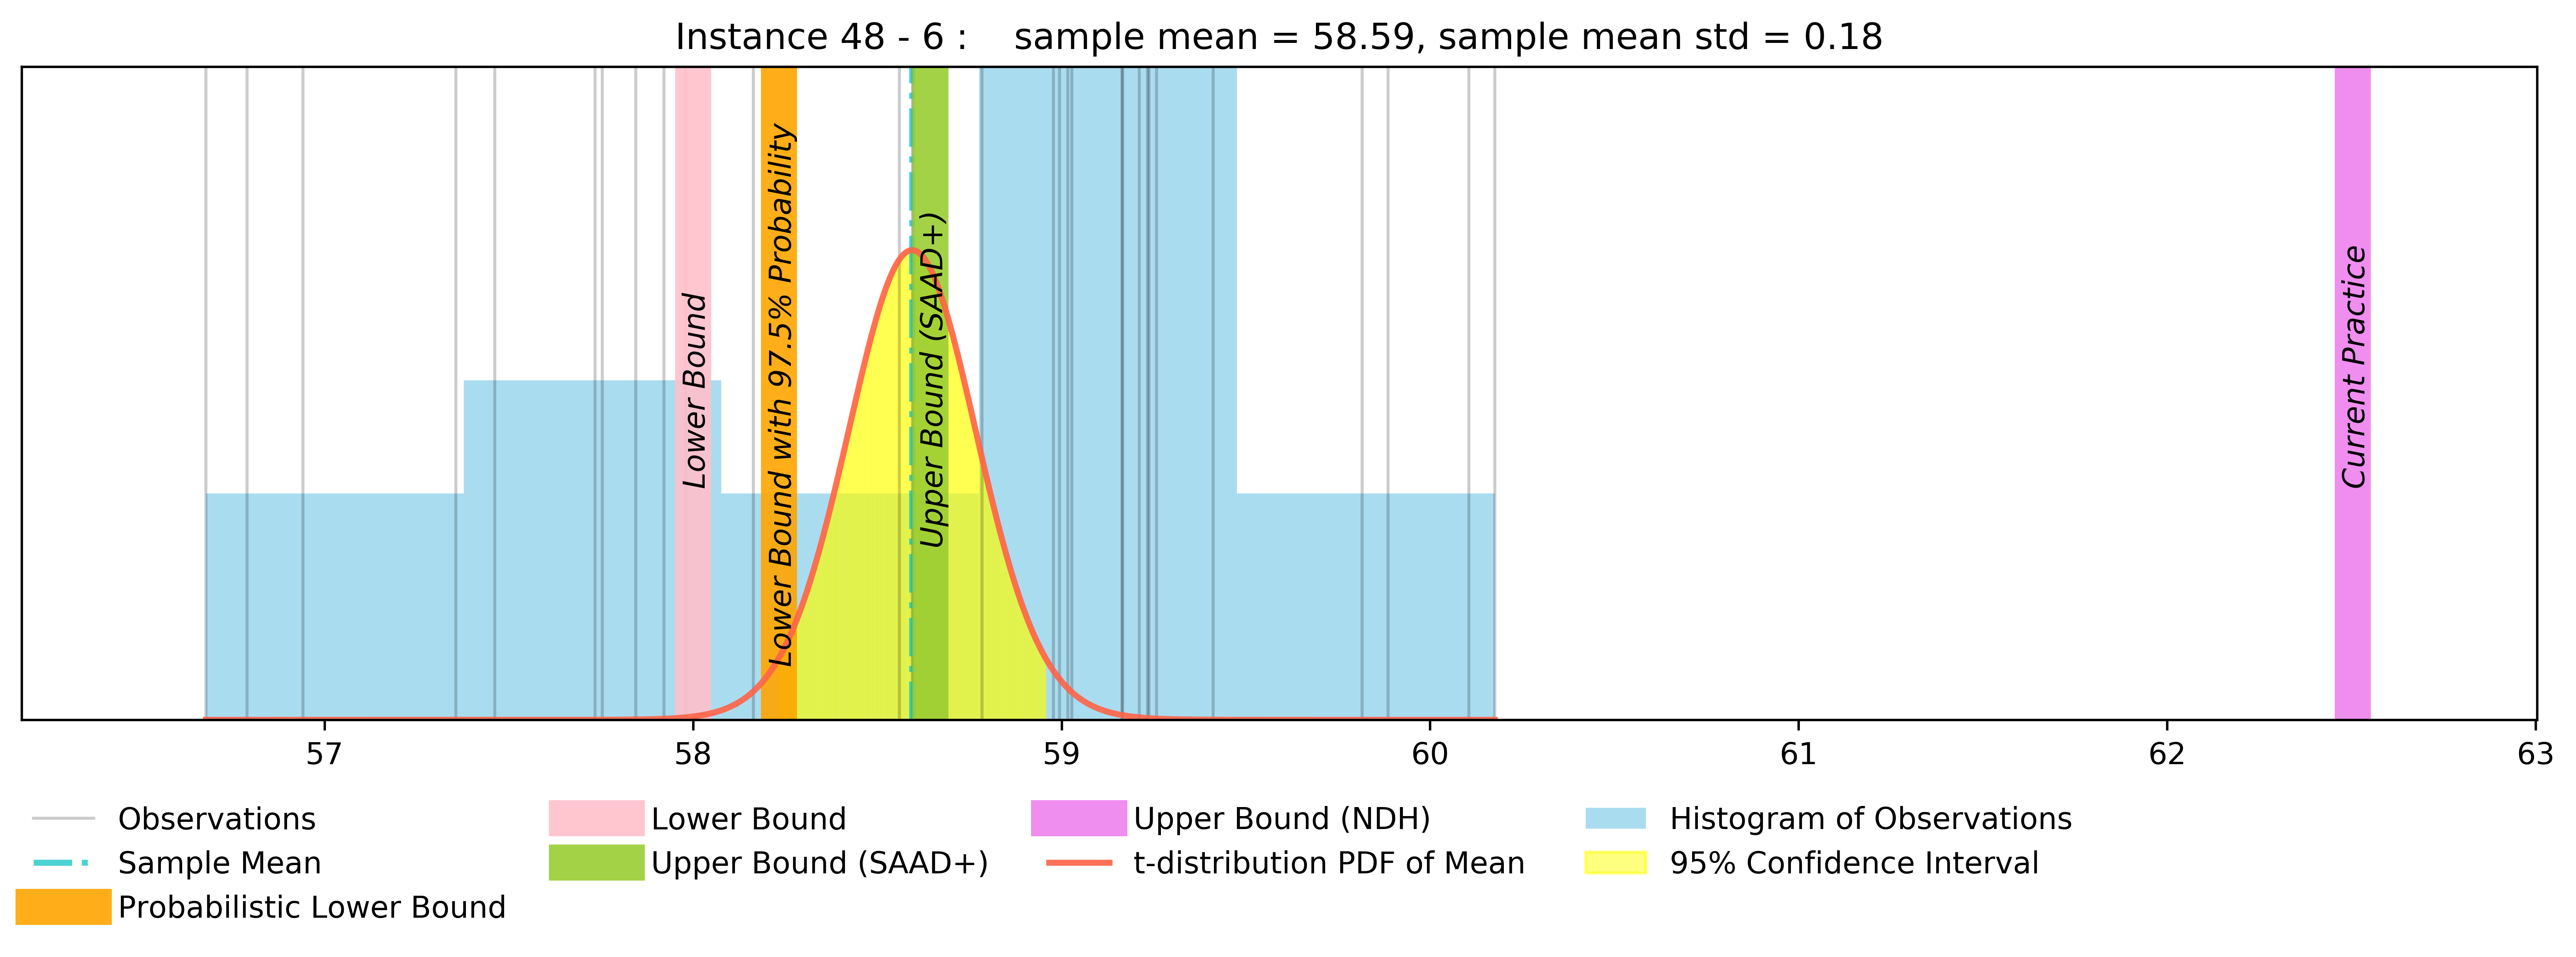 Instance 48 - 6 :    sample mean = 58.59, sample mean std = 0.18
Lower Bound
Lower Bound with 97.5% Probability
Upper Bound (SAAD+)
Current Practice
57 58 59 60 61 62 63
Observations
Sample Mean
Probabilistic Lower Bound
Lower Bound
Upper Bound (SAAD+)
Upper Bound (NDH)
t-distribution PDF of Mean
Histogram of Observations
95% Confidence Interval